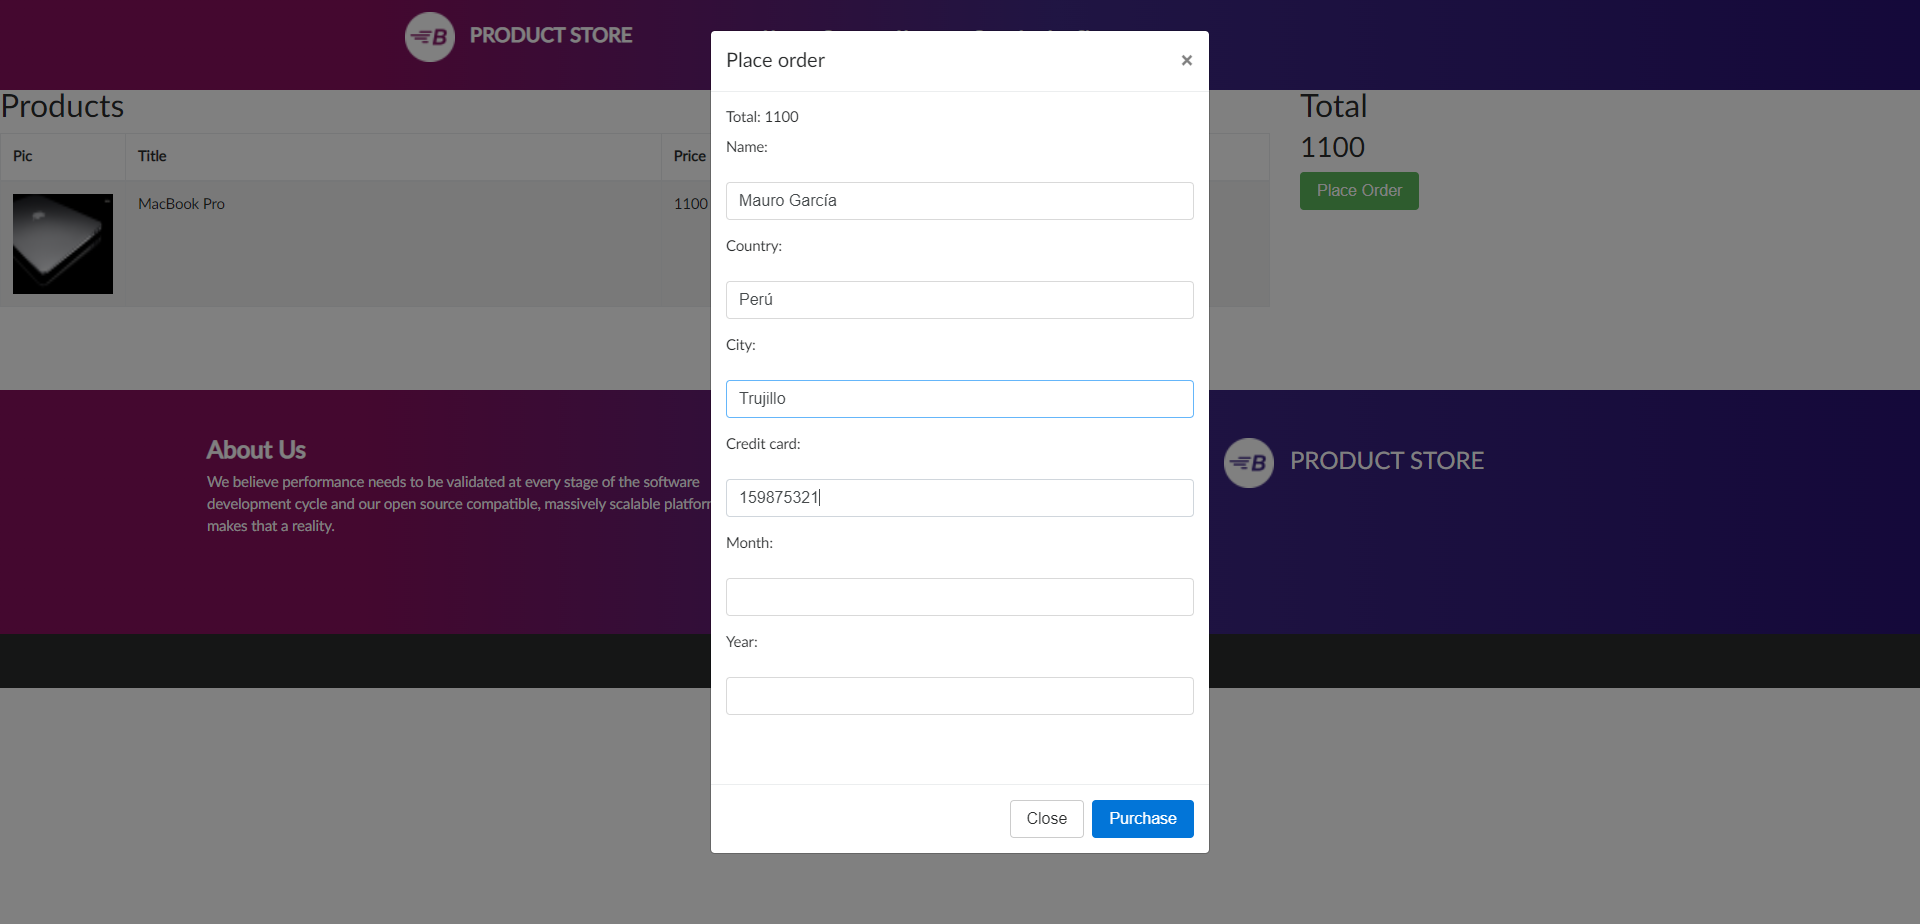 PRODUCT STORE
Place order
×
Products
Total
1100
Pic
Title
Price
MacBook Pro
1100
Place Order
Total: 1100
Name:
Mauro García
Country:
Perú
City:
Trujillo
Credit card:
159875321
Month:
Year:
Close
Purchase
About Us
We believe performance needs to be validated at every stage of the software
development cycle and our open source compatible, massively scalable platfor
makes that a reality.
B PRODUCT STORE